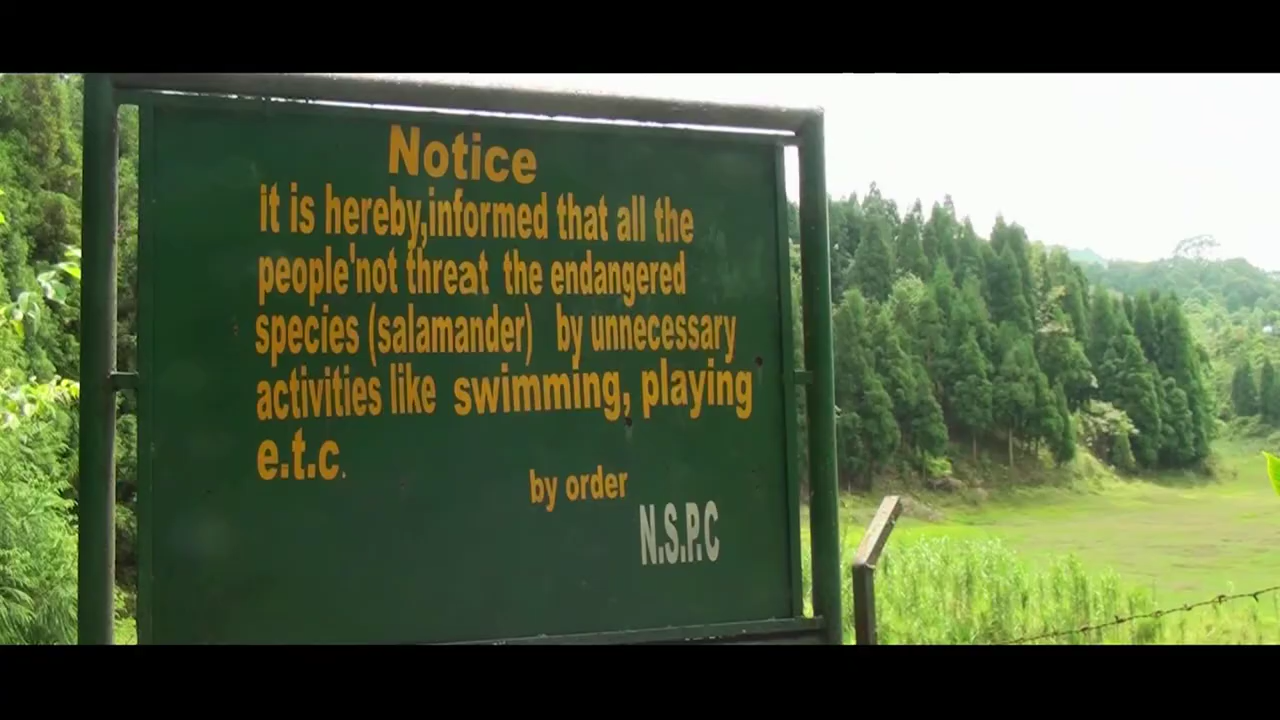 Notice
it is hereby,informed that all the
people'not threat the endangered
species (salamander) by unnecessary
activities like swimming, playing
e.t.c.
by order
N.S.P.C